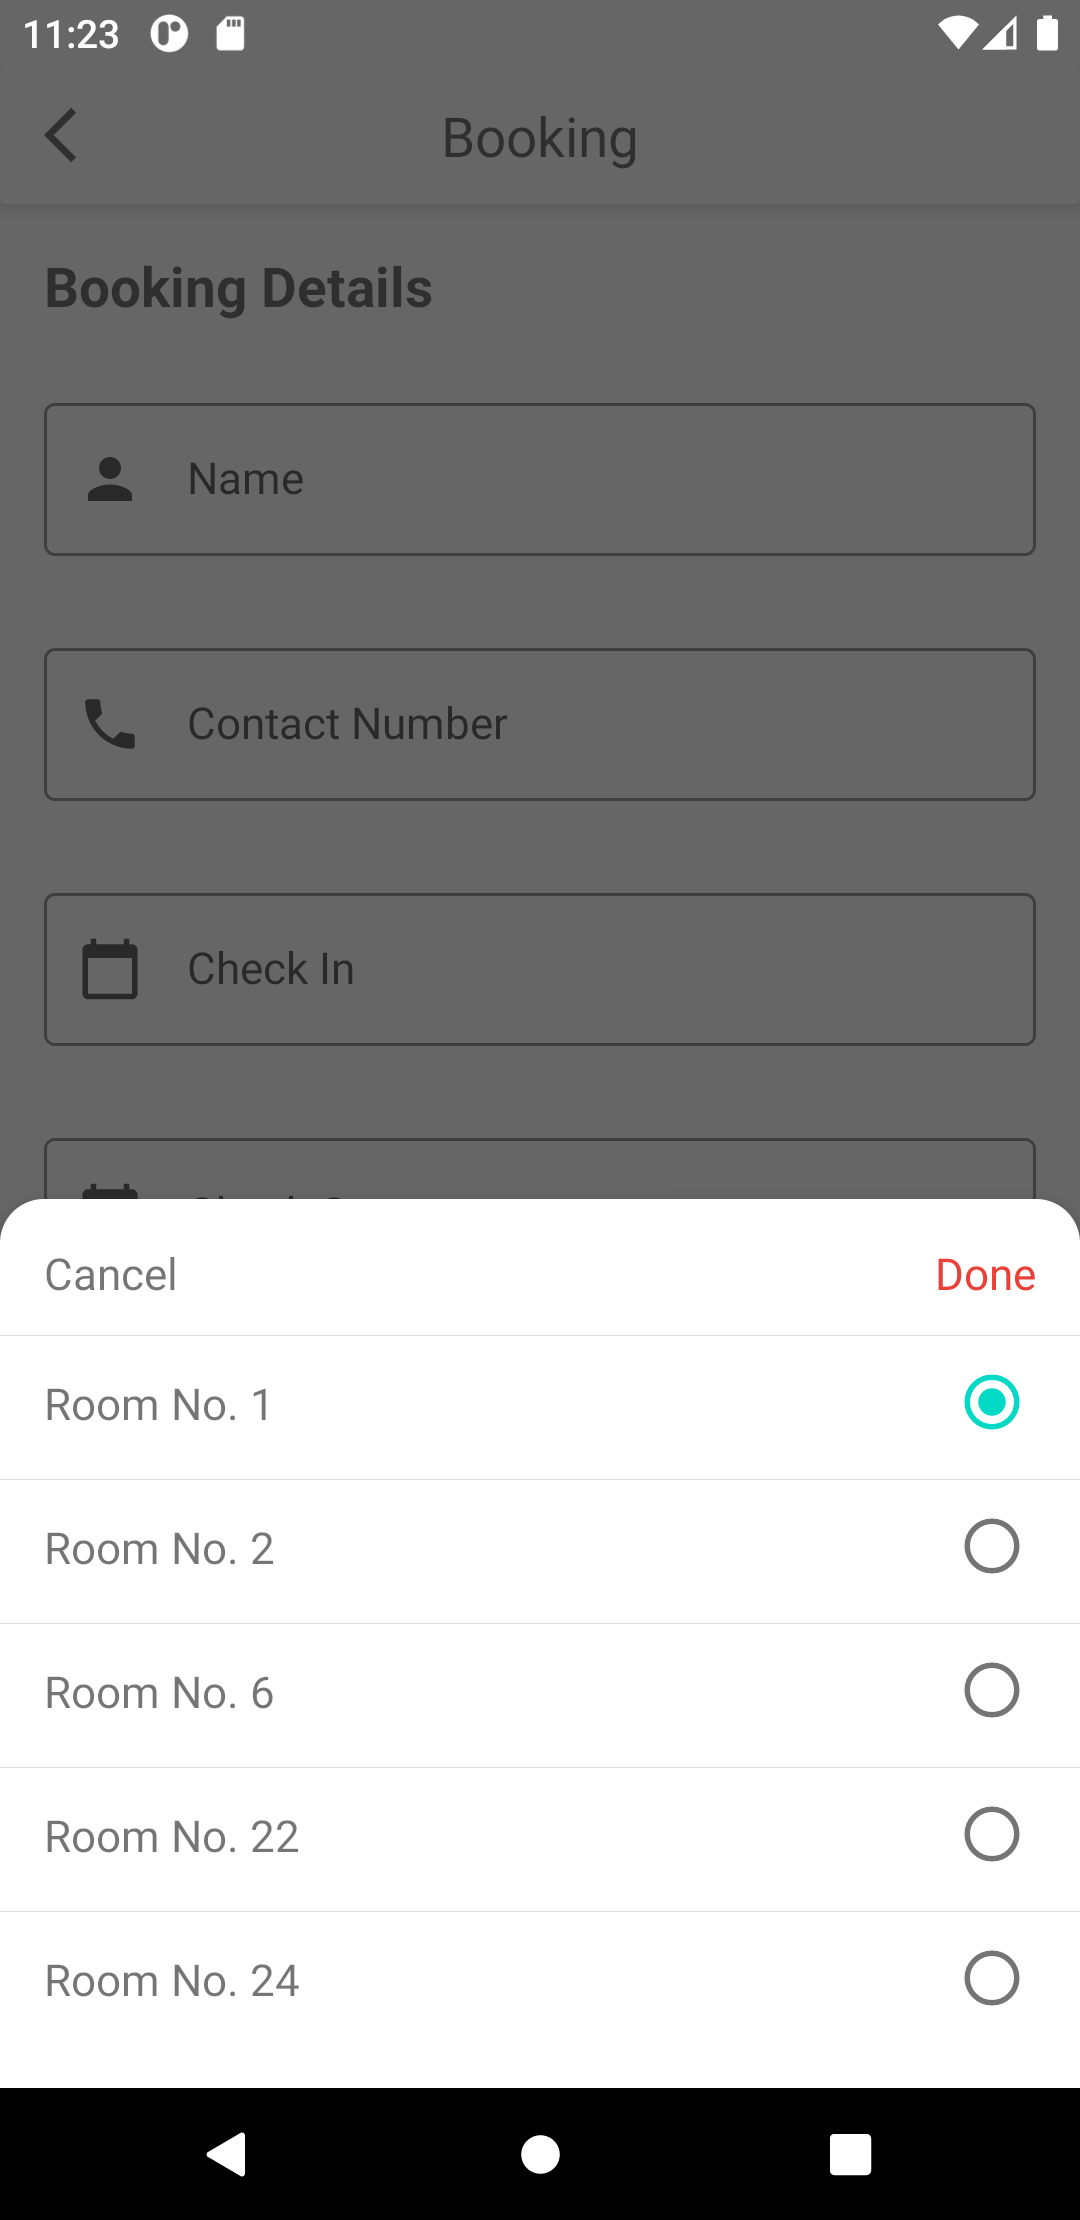 11:23
Booking
Booking Details
Name
Contact Number
Check In
Cancel
Done
Room No. 1
Room No. 2
Room No. 6
Room No. 22
Room No. 24